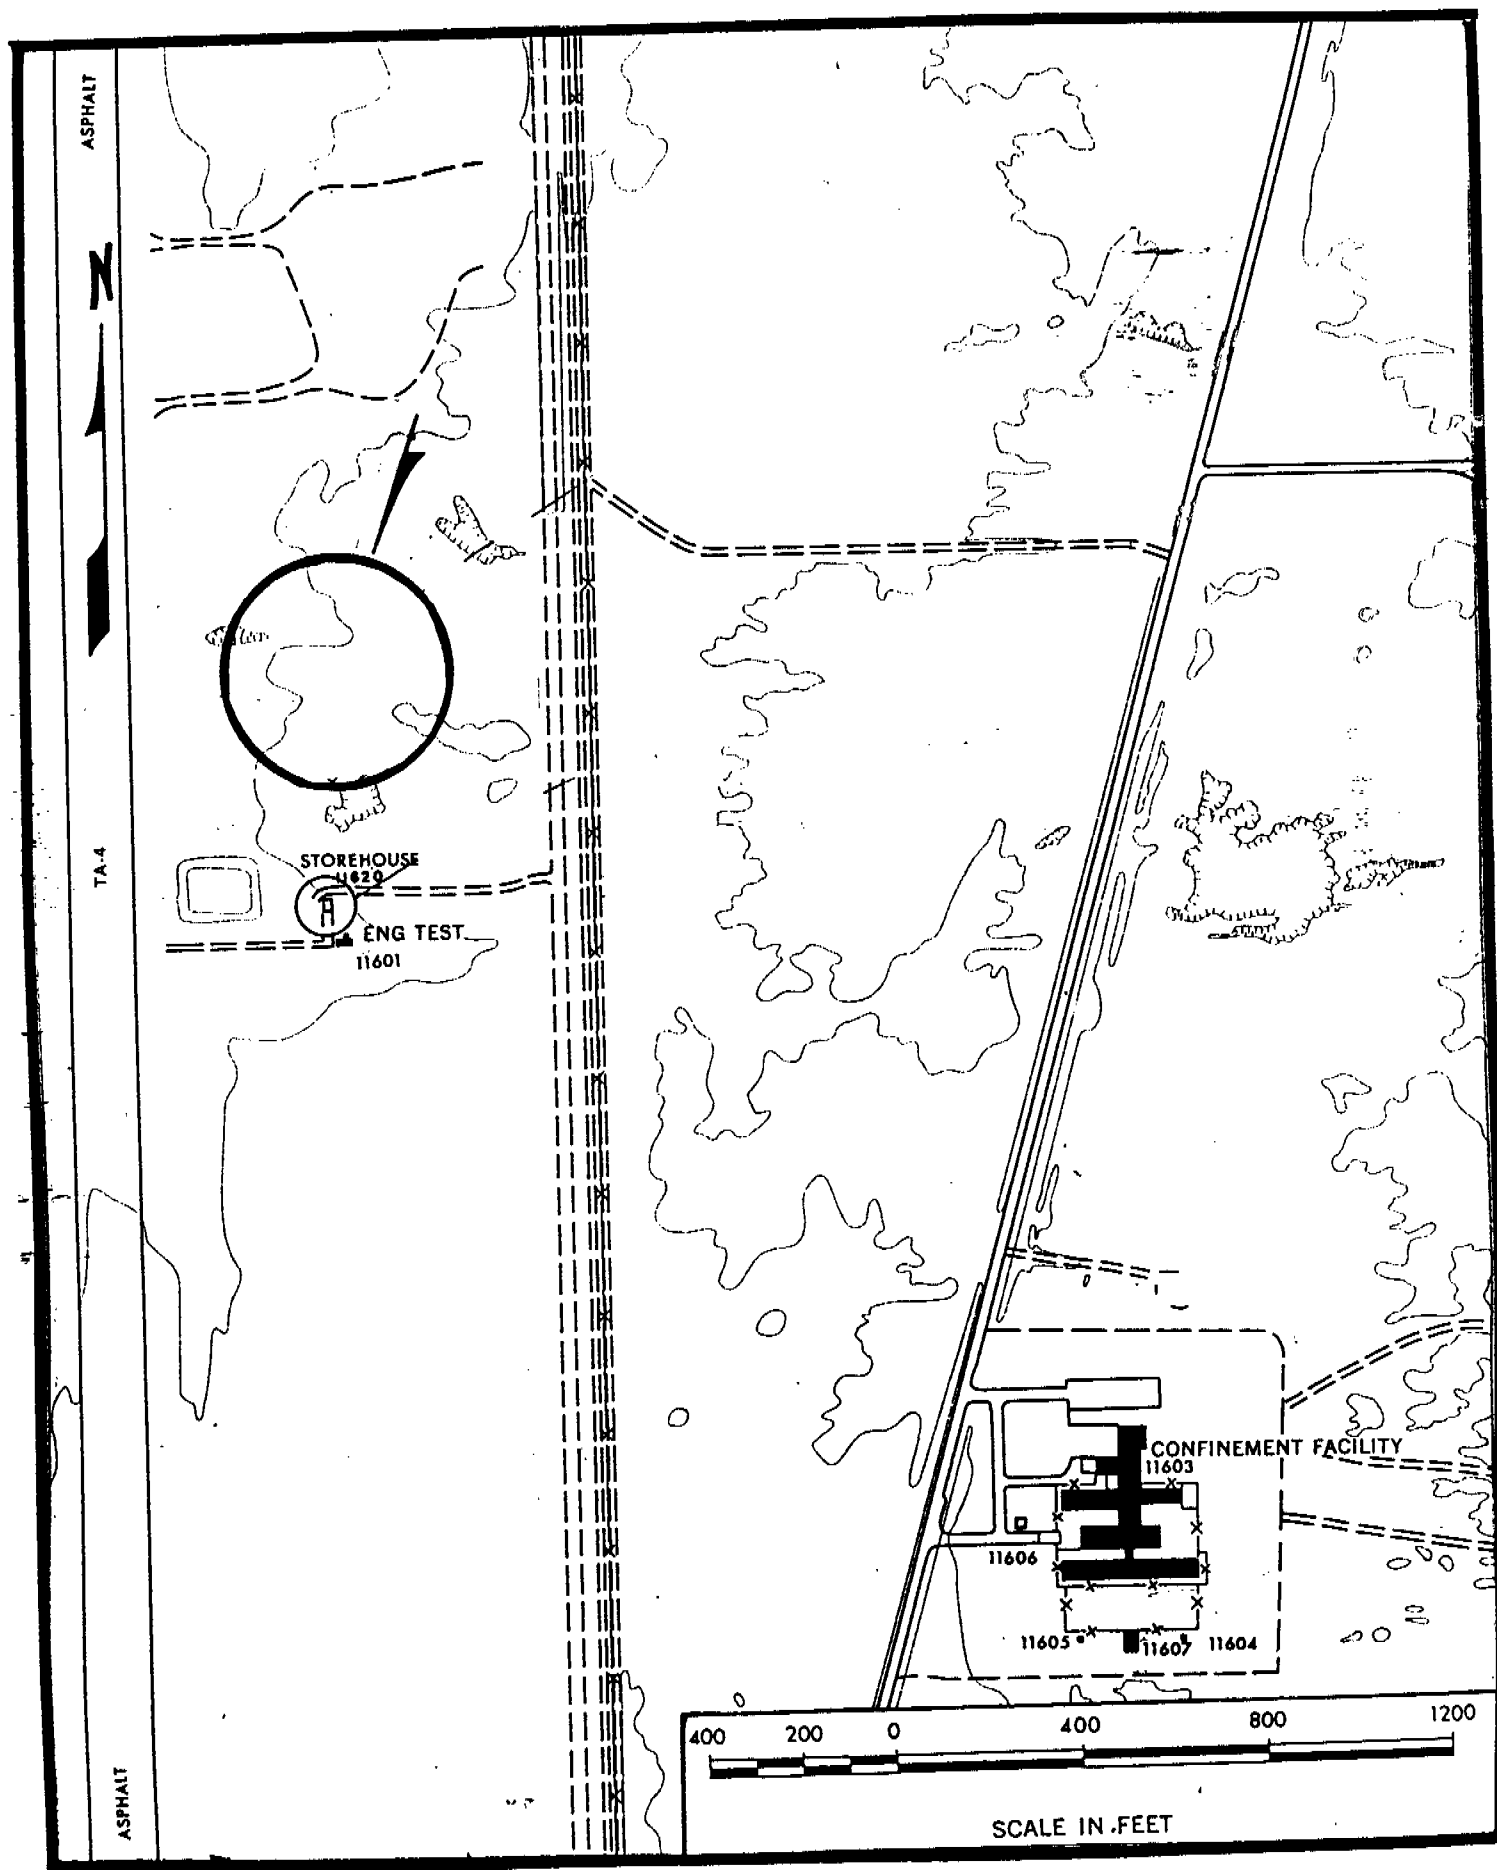 ASPHALT
N
TA-4
STOREHOUSE
11620
ENG TEST
11601
CONFINEMENT FACILITY
11603
11606
11605
11607
11604
ASPHALT
400 200 0 400 800 1200
SCALE IN FEET